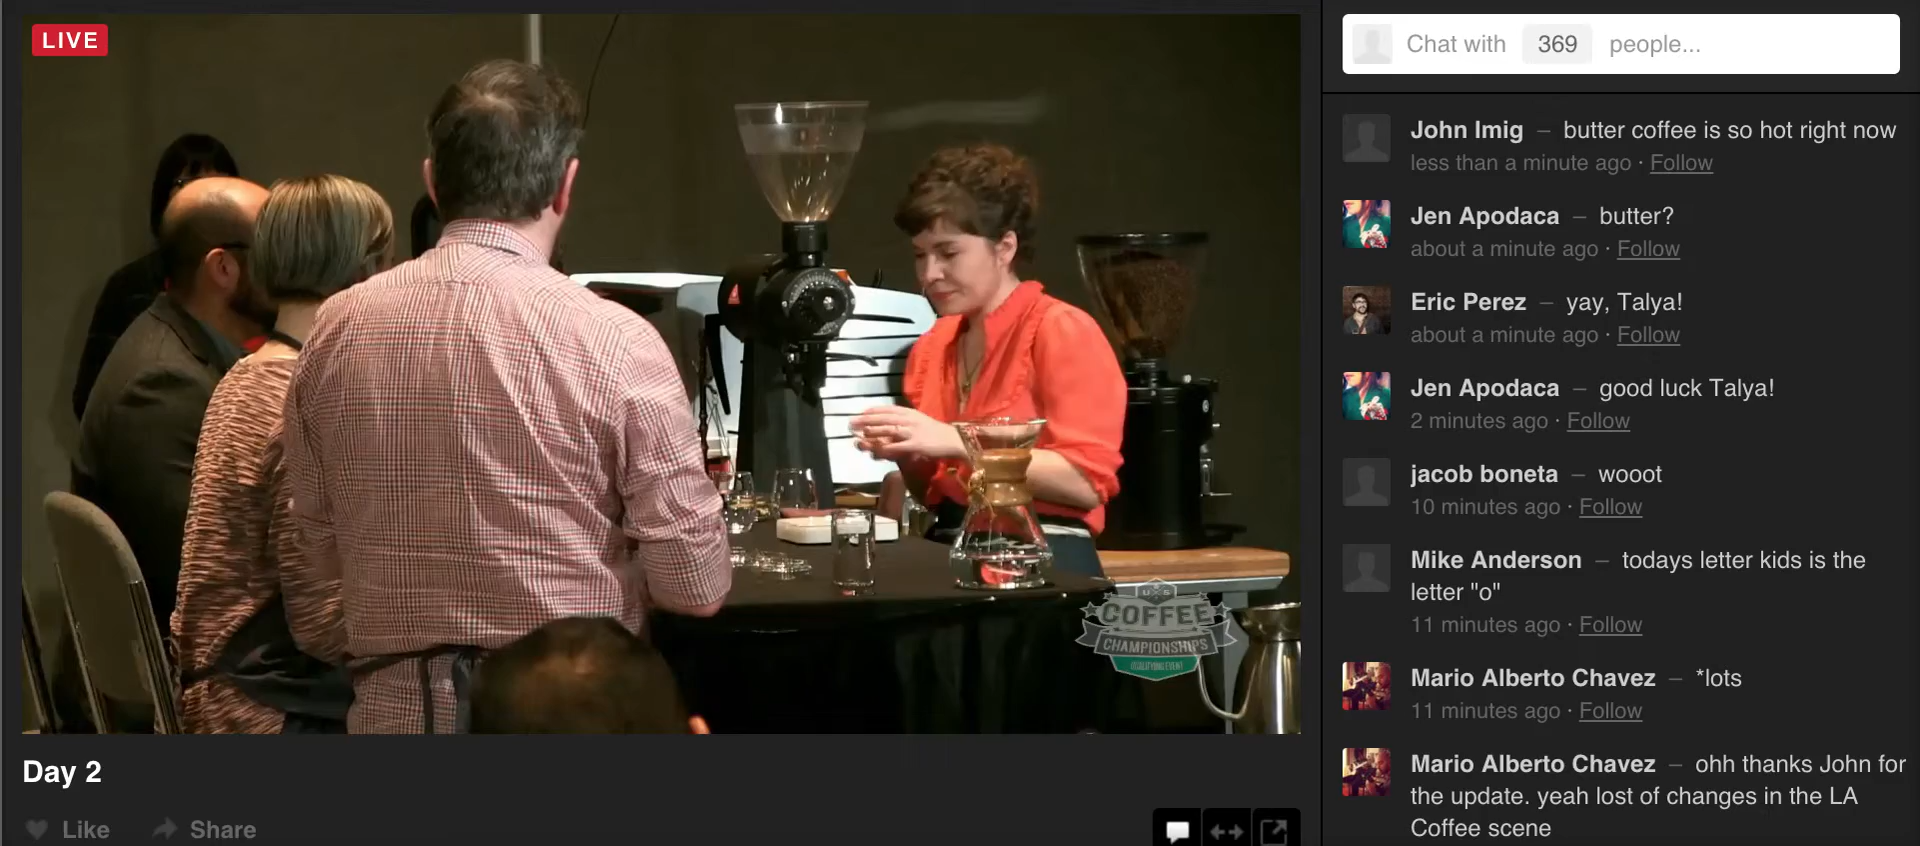 LIVE
U S
COFFEE
CHAMPIONSHIPS
QUALIFYING EVENT
Day 2
Like
Share
Chat with 369 people...
John Imig – butter coffee is so hot right now
less than a minute ago · Follow
Jen Apodaca – butter?
about a minute ago · Follow
Eric Perez – yay, Talya!
about a minute ago · Follow
Jen Apodaca – good luck Talya!
2 minutes ago · Follow
jacob boneta – wooot
10 minutes ago · Follow
Mike Anderson – todays letter kids is the
letter "o"
11 minutes ago · Follow
Mario Alberto Chavez – *lots
11 minutes ago · Follow
Mario Alberto Chavez – ohh thanks John for
the update. yeah lost of changes in the LA
Coffee scene